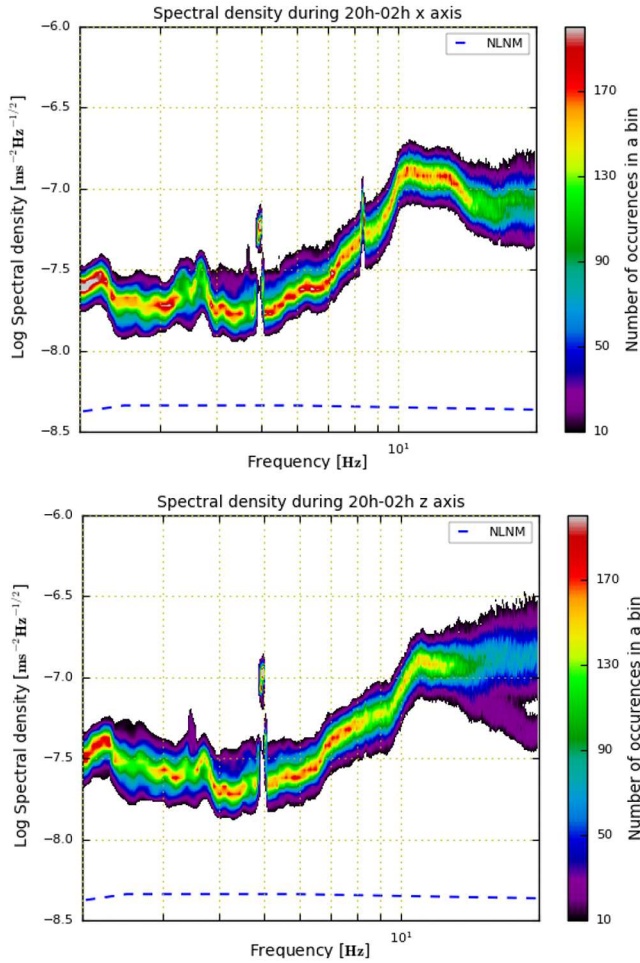 Spectral density during 20h-02h x axis
−6.0
−6.5
−7.0
−7.5
−8.0
−8.5
Log Spectral density [ms⁻²Hz⁻¹/²]
NLNM
10¹
Frequency [Hz]
170
130
90
50
10
Number of occurences in a bin
Spectral density during 20h-02h z axis
−6.0
−6.5
−7.0
−7.5
−8.0
−8.5
Log Spectral density [ms⁻²Hz⁻¹/²]
NLNM
10¹
Frequency [Hz]
170
130
90
50
10
Number of occurences in a bin